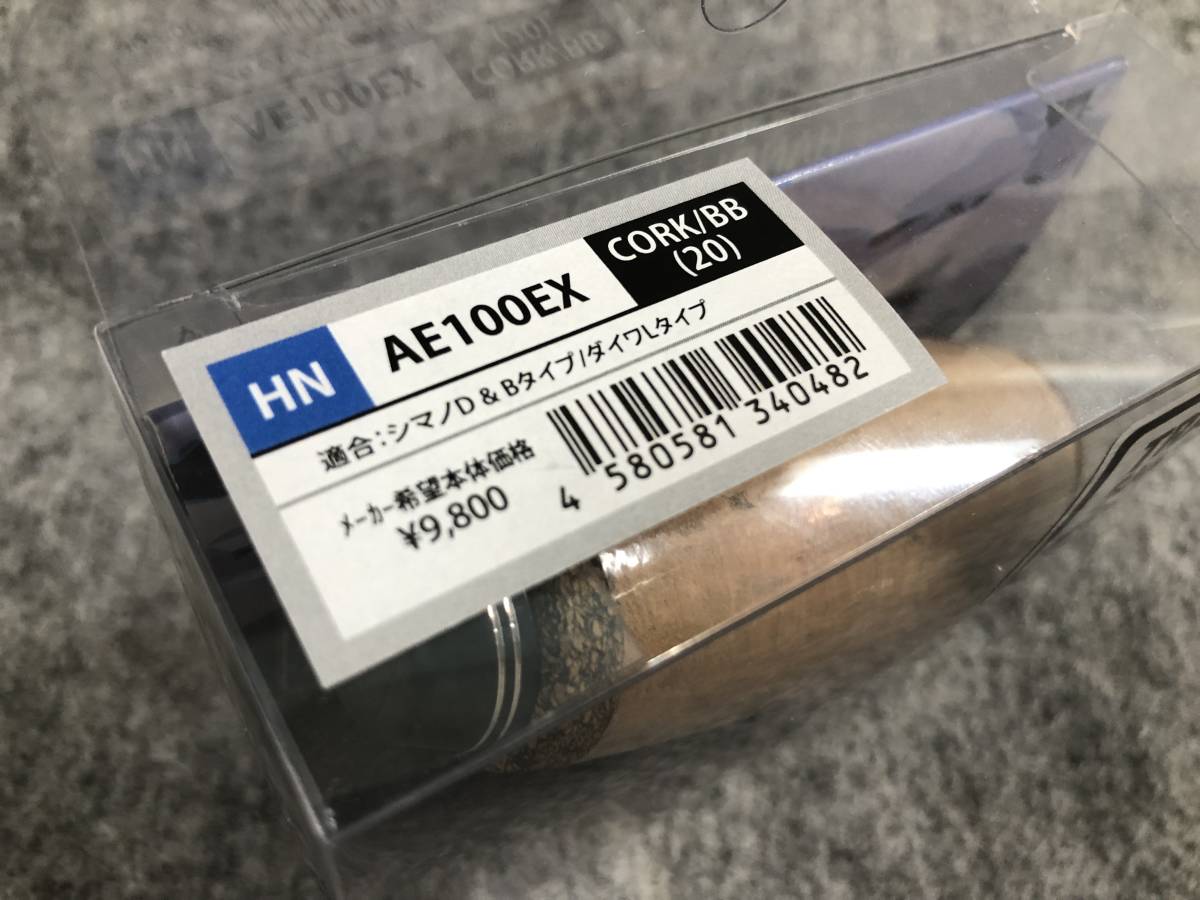 HN
AE100EX
CORK/BB
(20)
適合：シマノD & Bタイプ/ダイワLタイプ
メーカー希望本体価格
¥9,800
4 580581 340482